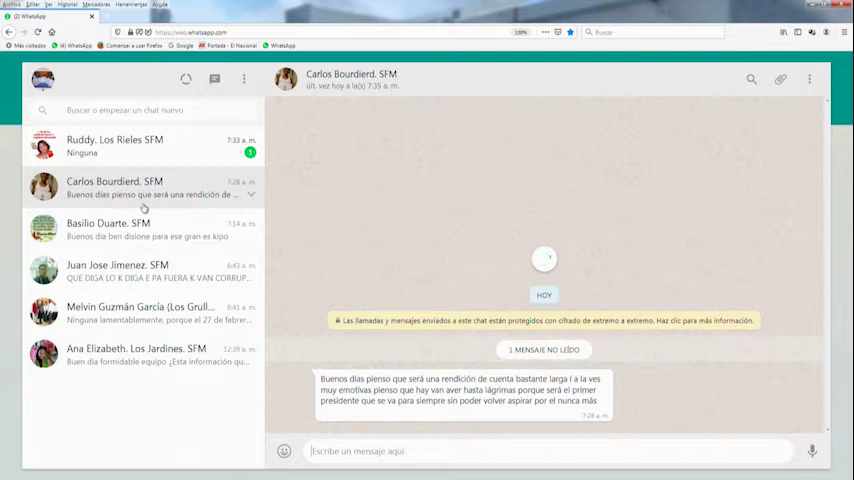 Archivo Editar Ver Historial Marcadores Herramientas Ayuda
(2) WhatsApp
https://web.whatsapp.com
130%
Buscar
Más visitados
(4) WhatsApp
Comenzar a usar Firefox
Google
Portada - El Nacional
WhatsApp
Carlos Bourdierd. SFM
últ. vez hoy a la(s) 7:35 a. m.
Buscar o empezar un chat nuevo
Ruddy. Los Rieles SFM
7:33 a. m.
Ninguna
1
Carlos Bourdierd. SFM
7:28 a. m.
Buenos días pienso que será una rendición de ...
Basilio Duarte. SFM
7:14 a. m.
Buenos dia ben disione para ese gran es kipo
Juan Jose Jimenez. SFM
6:43 a. m.
QUE DIGA LO K DIGA E PA FUERA K VAN CORRUP...
Melvin Guzmán García (Los Grull...
6:41 a. m.
Ninguna lamentablemente, porque el 27 de febrer...
Ana Elizabeth. Los Jardines. SFM
12:39 a. m.
Buen día formidable equipo ¿Esta información qu...
HOY
Las llamadas y mensajes enviados a este chat están protegidos con cifrado de extremo a extremo. Haz clic para más información.
1 MENSAJE NO LEÍDO
Buenos días pienso que será una rendición de cuenta bastante larga I a la ves
muy emotivas pienso que hay van aver hasta lágrimas porque será el primer
presidente que se va para siempre sin poder volver aspirar por el nunca más
7:28 a. m.
Escribe un mensaje aquí